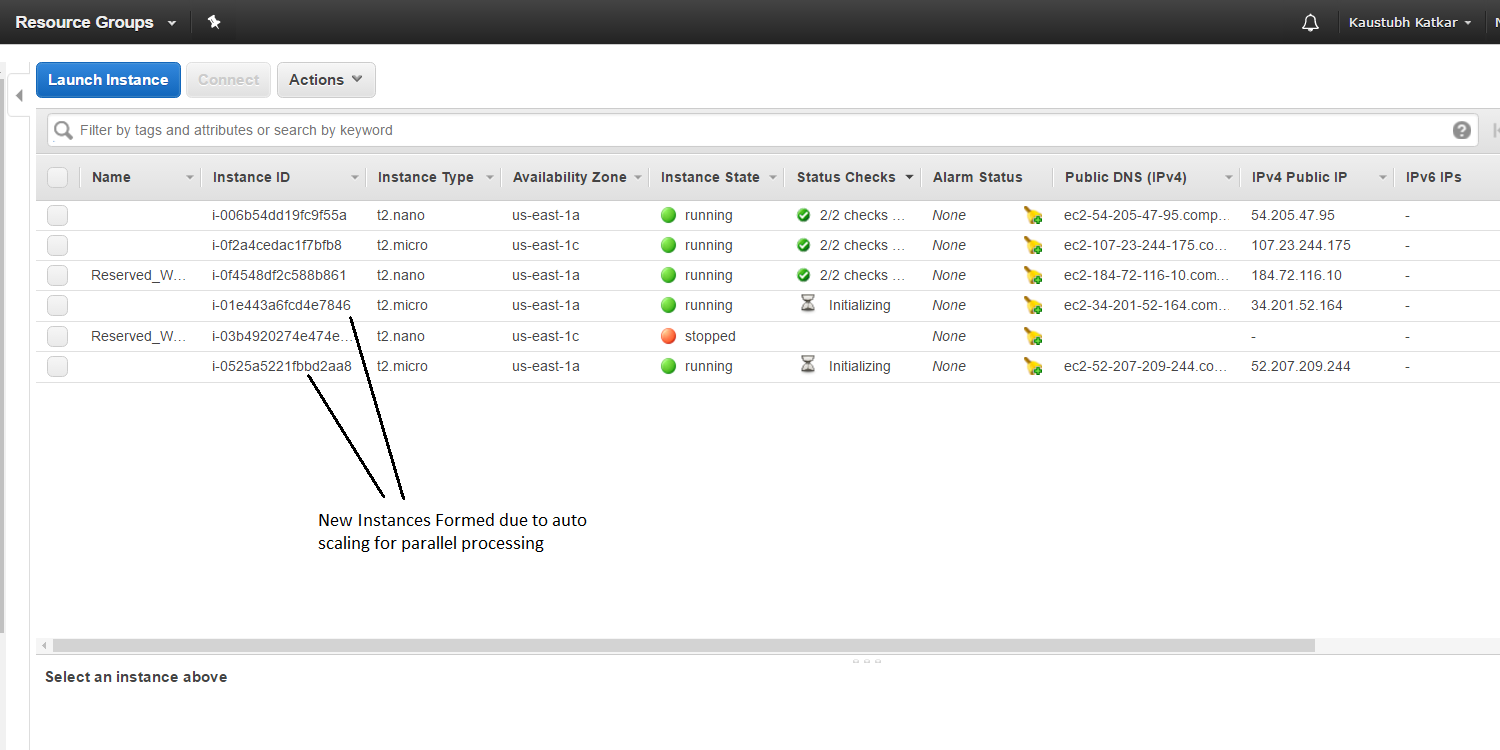 Resource Groups Kaustubh Katkar
Launch Instance Connect Actions
Filter by tags and attributes or search by keyword
Name Instance ID Instance Type Availability Zone Instance State Status Checks Alarm Status Public DNS (IPv4) IPv4 Public IP IPv6 IPs
i-006b54dd19fc9f55a t2.nano us-east-1a running 2/2 checks ... None ec2-54-205-47-95.comp... 54.205.47.95 -
i-0f2a4cedac1f7bfb8 t2.micro us-east-1c running 2/2 checks ... None ec2-107-23-244-175.co... 107.23.244.175 -
Reserved_W... i-0f4548df2c588b861 t2.nano us-east-1a running 2/2 checks ... None ec2-184-72-116-10.com... 184.72.116.10 -
i-01e443a6fcd4e7846 t2.micro us-east-1a running Initializing None ec2-34-201-52-164.com... 34.201.52.164 -
Reserved_W... i-03b4920274e474e... t2.nano us-east-1c stopped None - -
i-0525a5221fbbd2aa8 t2.micro us-east-1a running Initializing None ec2-52-207-209-244.co... 52.207.209.244 -
New Instances Formed due to auto
scaling for parallel processing
Select an instance above